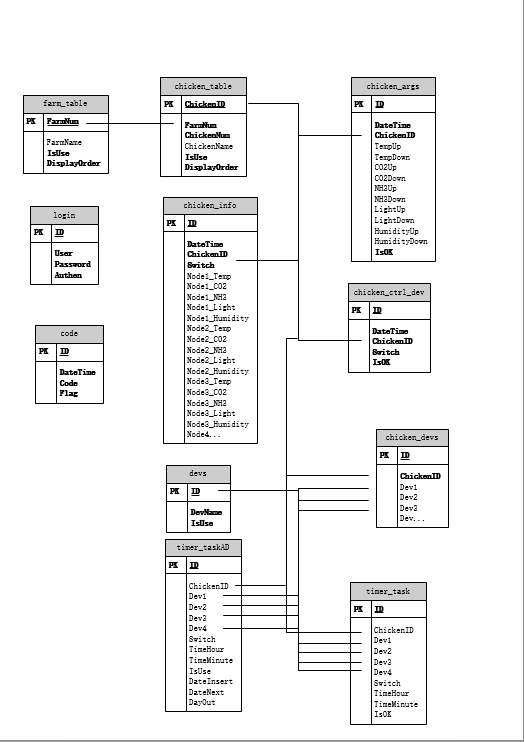 farm_table
PK FarmNum
FarmName
IsUse
DisplayOrder
chicken_table
PK ChickenID
FarmNum
ChickenNum
ChickenName
IsUse
DisplayOrder
chicken_args
PK ID
DateTime
ChickenID
TempUp
TempDown
CO2Up
CO2Down
NH3Up
NH3Down
LightUp
LightDown
HumidityUp
HumidityDown
IsOK
login
PK ID
User
Password
Authen
chicken_info
PK ID
DateTime
ChickenID
Switch
Node1_Temp
Node1_CO2
Node1_NH3
Node1_Light
Node1_Humidity
Node2_Temp
Node2_CO2
Node2_NH3
Node2_Light
Node2_Humidity
Node3_Temp
Node3_CO2
Node3_NH3
Node3_Light
Node3_Humidity
Node4...
chicken_ctrl_dev
PK ID
DateTime
ChickenID
Switch
IsOK
code
PK ID
DateTime
Code
Flag
chicken_devs
PK ID
ChickenID
Dev1
Dev2
Dev3
Dev...
devs
PK ID
DevName
IsUse
timer_taskAD
PK ID
ChickenID
Dev1
Dev2
Dev3
Dev4
Switch
TimeHour
TimeMinute
IsUse
DateInsert
DateNext
DayOut
timer_task
PK ID
ChickenID
Dev1
Dev2
Dev3
Dev4
Switch
TimeHour
TimeMinute
IsOK